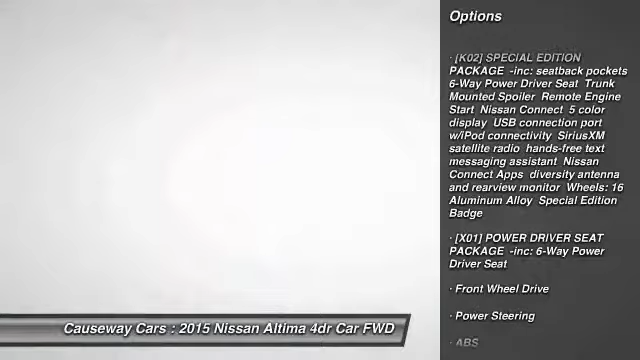 Options
· [K02] SPECIAL EDITION
PACKAGE -inc: seatback pockets
6-Way Power Driver Seat Trunk
Mounted Spoiler Remote Engine
Start Nissan Connect 5 color
display USB connection port
w/iPod connectivity SiriusXM
satellite radio hands-free text
messaging assistant Nissan
Connect Apps diversity antenna
and rearview monitor Wheels: 16
Aluminum Alloy Special Edition
Badge
· [X01] POWER DRIVER SEAT
PACKAGE -inc: 6-Way Power
Driver Seat
· Front Wheel Drive
· Power Steering
· ABS
Causeway Cars : 2015 Nissan Altima 4dr Car FWD